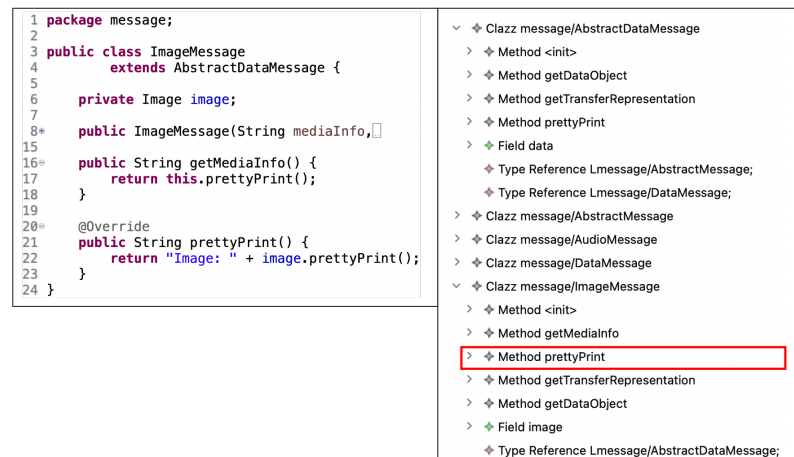 1 package message;
2
3 public class ImageMessage
4 extends AbstractDataMessage {
5
6 private Image image;
7
8 public ImageMessage(String mediaInfo,
15
16 public String getMediaInfo() {
17 return this.prettyPrint();
18 }
19
20 @Override
21 public String prettyPrint() {
22 return "Image: " + image.prettyPrint();
23 }
24 }
Clazz message/AbstractDataMessage
Method <init>
Method getDataObject
Method getTransferRepresentation
Method prettyPrint
Field data
Type Reference Lmessage/AbstractMessage;
Type Reference Lmessage/DataMessage;
Clazz message/AbstractMessage
Clazz message/AudioMessage
Clazz message/DataMessage
Clazz message/ImageMessage
Method <init>
Method getMediaInfo
Method prettyPrint
Method getTransferRepresentation
Method getDataObject
Field image
Type Reference Lmessage/AbstractDataMessage;